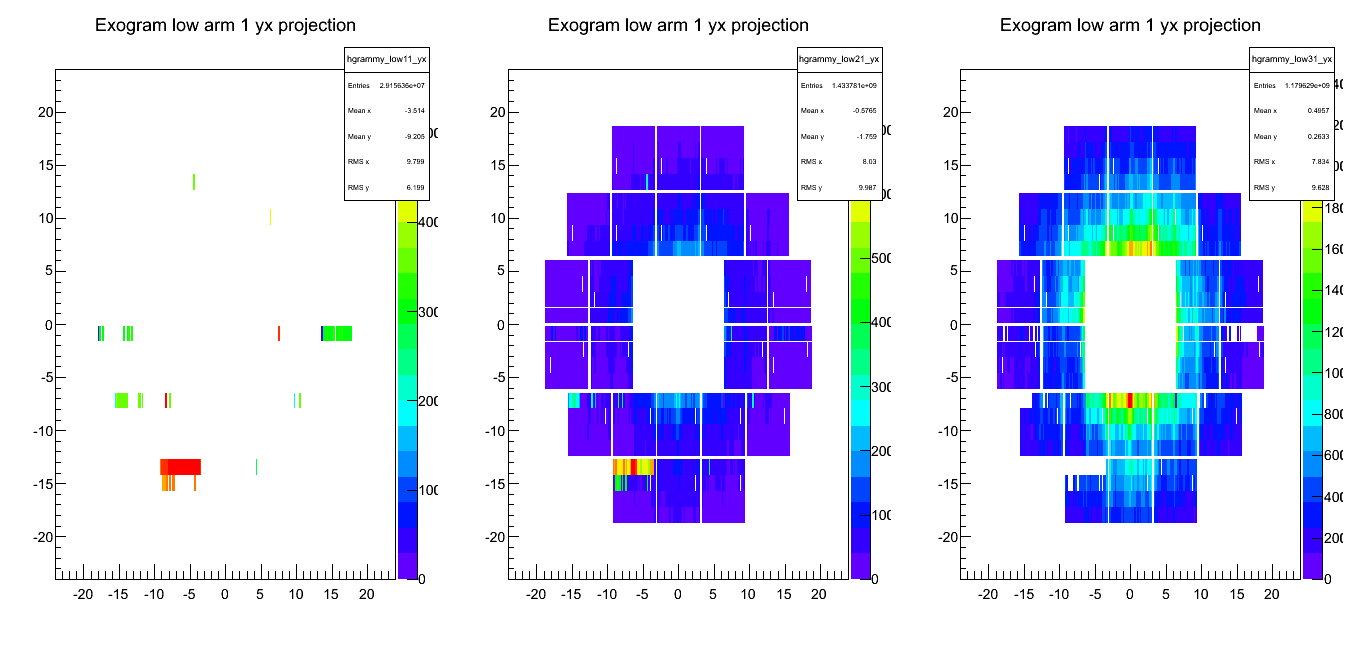 Exogram low arm 1 yx projection
hgrammy_low11_yx
Entries 2.915636e+07
Mean x -3.514
Mean y -9.205
RMS x 9.799
RMS y 6.199
20
15
10
5
0
-5
-10
-15
-20
-20 -15 -10 -5 0 5 10 15 20
400
300
200
100
0
Exogram low arm 1 yx projection
hgrammy_low21_yx
Entries 1.433781e+09
Mean x -0.5765
Mean y -1.759
RMS x 8.03
RMS y 9.987
20
15
10
5
0
-5
-10
-15
-20
-20 -15 -10 -5 0 5 10 15 20
500
400
300
200
100
0
Exogram low arm 1 yx projection
hgrammy_low31_yx
Entries 1.179629e+09
Mean x 0.4957
Mean y 0.2633
RMS x 7.834
RMS y 9.628
20
15
10
5
0
-5
-10
-15
-20
-20 -15 -10 -5 0 5 10 15 20
180
160
140
120
100
800
600
400
200
0